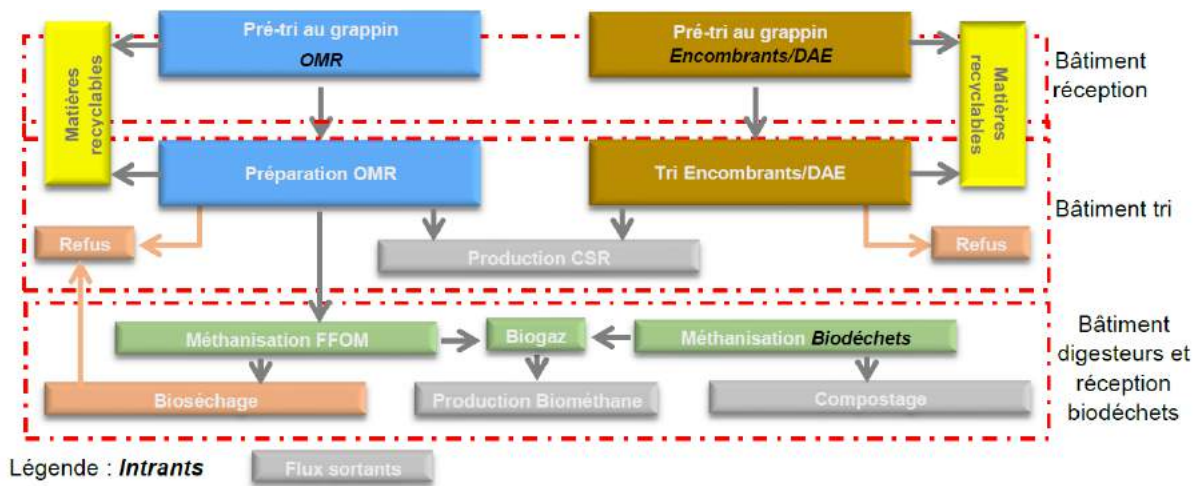 Pré-tri au grappin
OMR
Pré-tri au grappin
Encombrants/DAE
Matières
recyclables
Matières
recyclables
Bâtiment
réception
Préparation OMR
Tri Encombrants/DAE
Bâtiment tri
Refus
Production CSR
Refus
Méthanisation FFOM
Biogaz
Méthanisation Biodéchets
Bâtiment
digesteurs et
réception
biodéchets
Bioséchage
Production Biométhane
Compostage
Légende : Intrants
Flux sortants